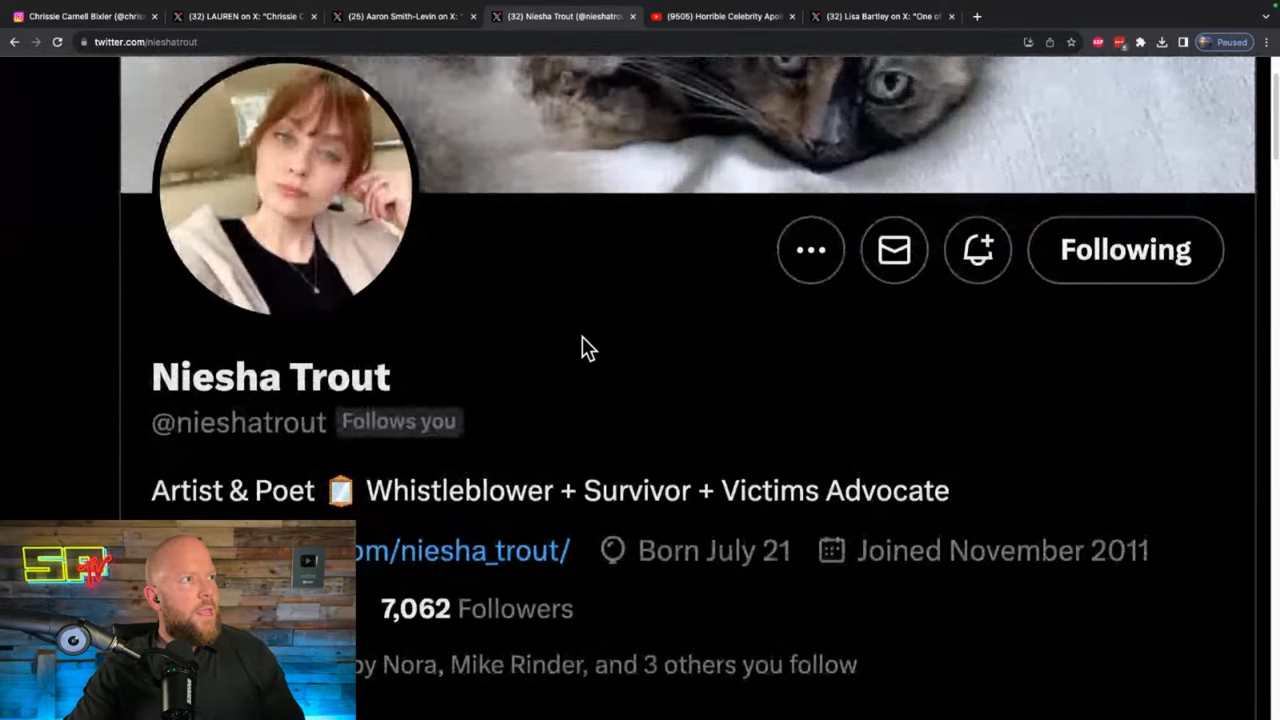 Chrissie Carnell Bixler (@chris
(32) LAUREN on X: "Chrissie C
(25) Aaron Smith-Levin on X: "
(32) Niesha Trout (@nieshatro
(9505) Horrible Celebrity Apol
(32) Lisa Bartley on X: "One of
twitter.com/nieshatrout
Paused
Following
Niesha Trout
@nieshatrout Follows you
Artist & Poet Whistleblower + Survivor + Victims Advocate
om/niesha_trout/ Born July 21 Joined November 2011
7,062 Followers
by Nora, Mike Rinder, and 3 others you follow
SP TV